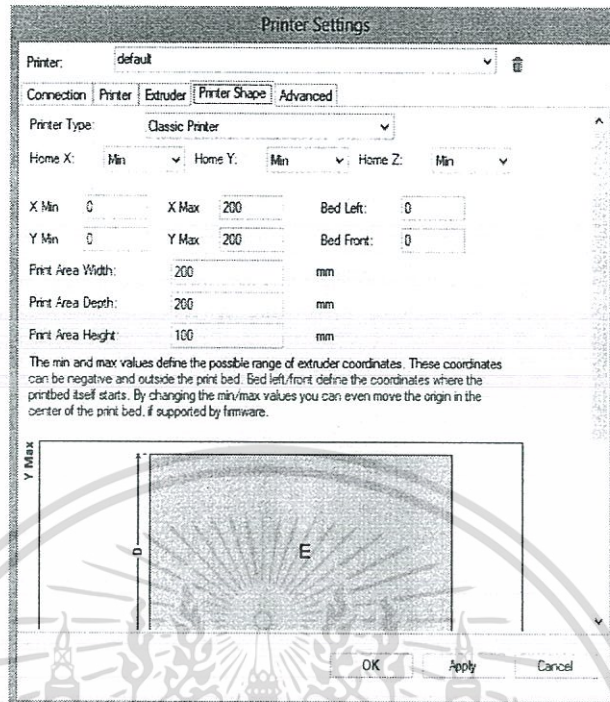 Printer Settings
Printer: default
Connection Printer Extruder Printer Shape Advanced
Printer Type: Classic Printer
Home X: Min Home Y: Min Home Z: Min
X Min 0 X Max 200 Bed Left: 0
Y Min 0 Y Max 200 Bed Front: 0
Print Area Width: 200 mm
Print Area Depth: 200 mm
Print Area Height: 100 mm
The min and max values define the possible range of extruder coordinates. These coordinates
can be negative and outside the print bed. Bed left/front define the coordinates where the
printbed itself starts. By changing the min/max values you can even move the origin in the
center of the print bed, if supported by firmware.
Y Max
D
E
OK Apply Cancel